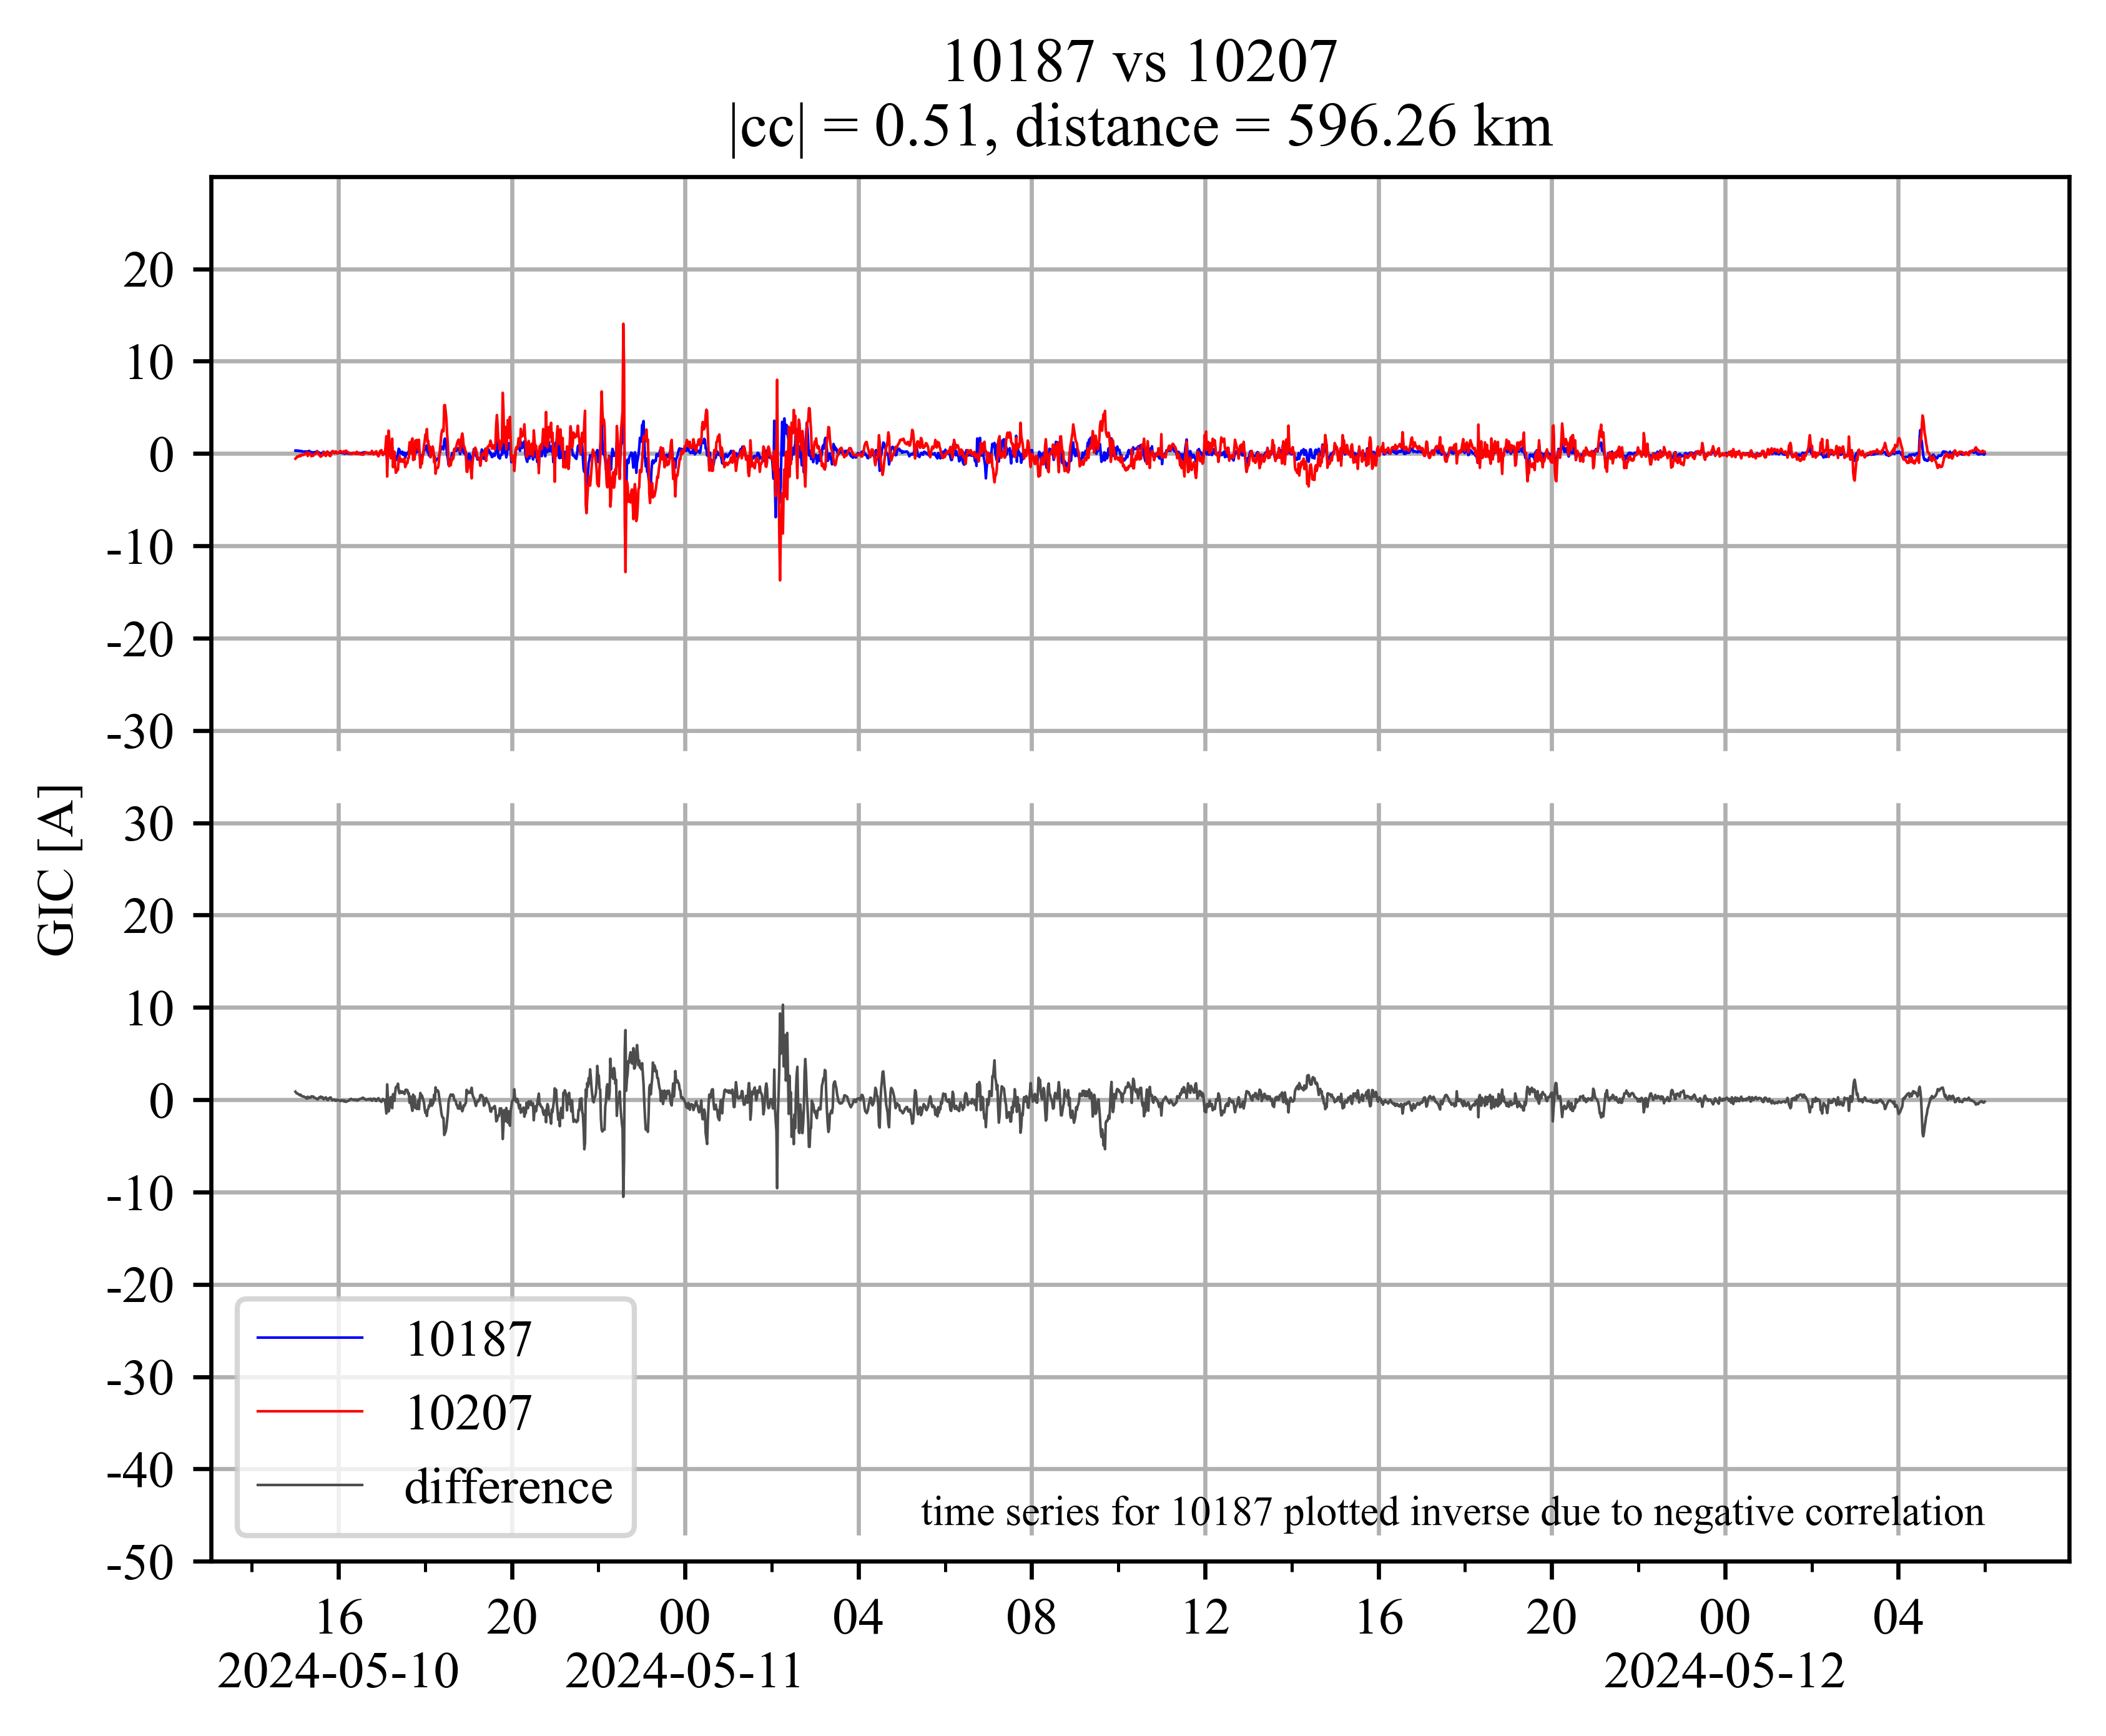 10187 vs 10207
|cc| = 0.51, distance = 596.26 km
20
10
0
-10
-20
-30
30
20
10
0
-10
-20
-30
-40
-50
GIC [A]
10187
10207
difference
time series for 10187 plotted inverse due to negative correlation
16 20 00 04 08 12 16 20 00 04
2024-05-10 2024-05-11 2024-05-12